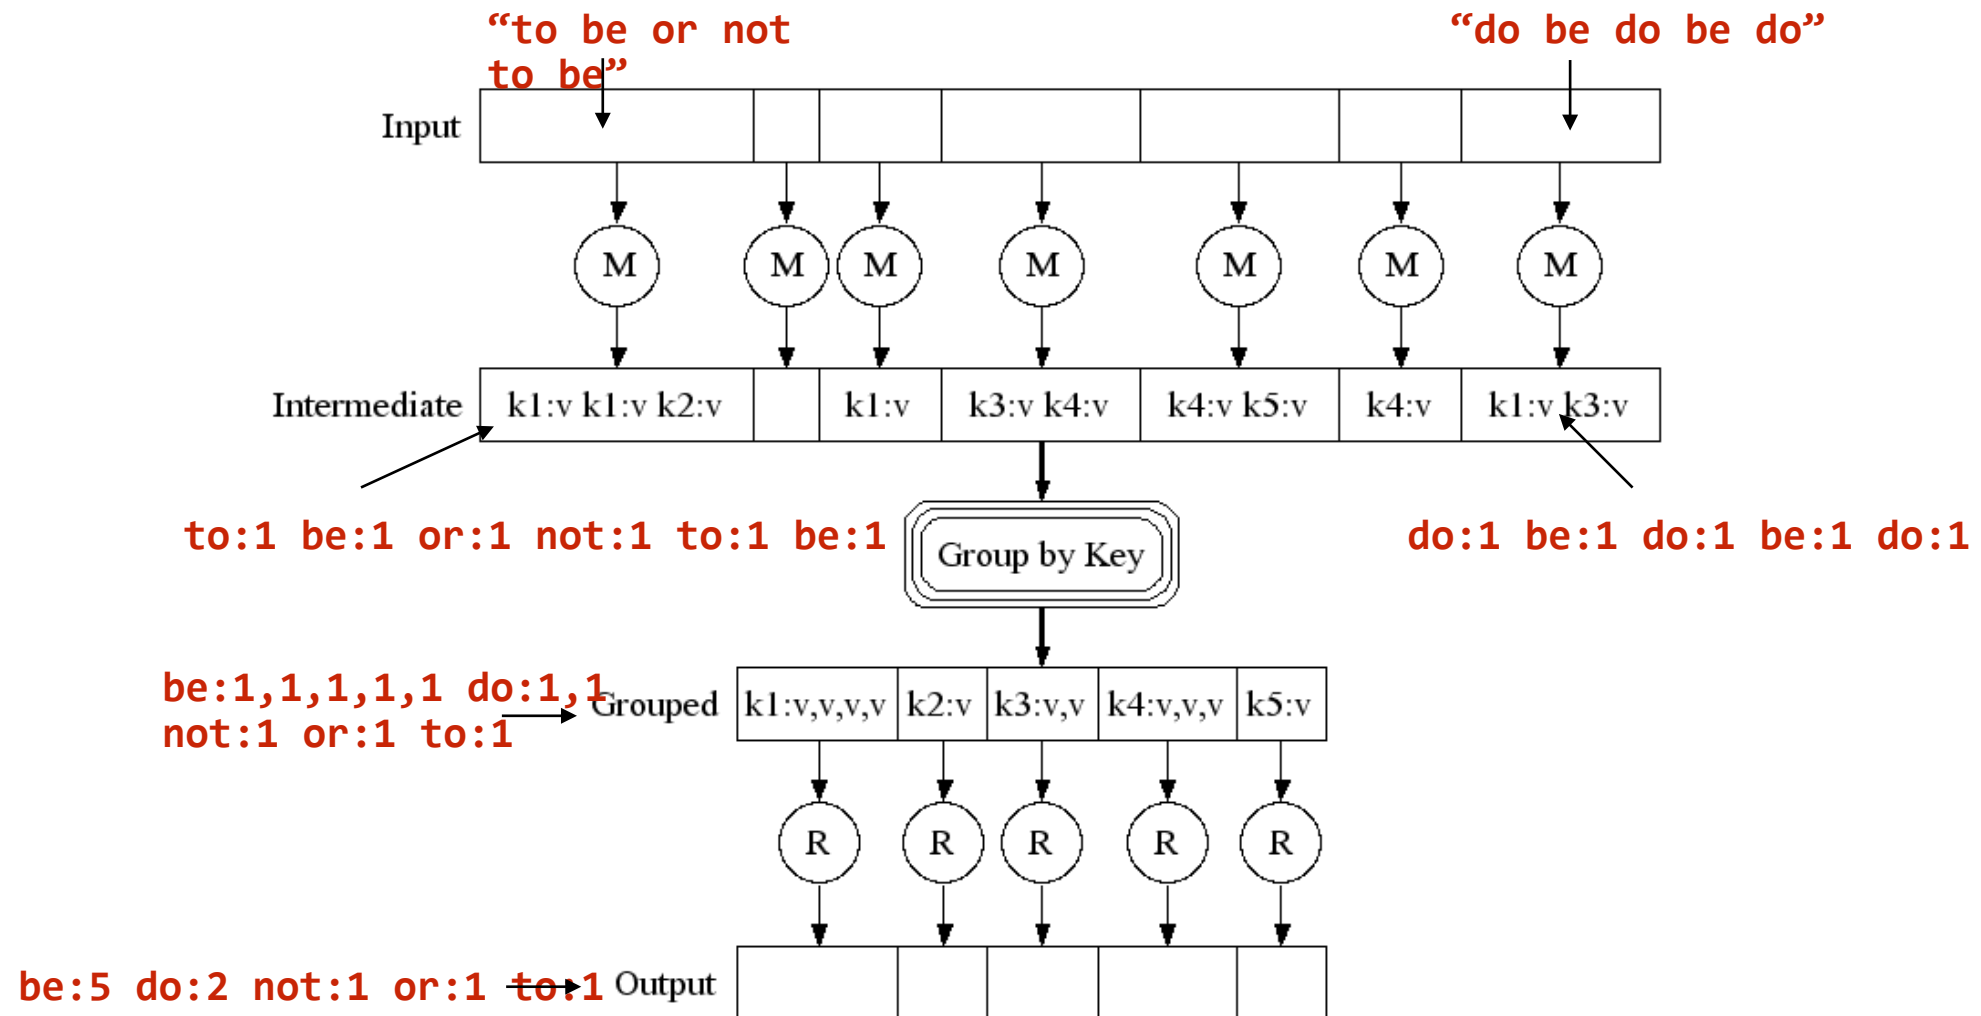 “to be or not
to be”
“do be do be do”
Input
M M M M M M M
Intermediate k1:v k1:v k2:v k1:v k3:v k4:v k4:v k5:v k4:v k1:v k3:v
to:1 be:1 or:1 not:1 to:1 be:1
do:1 be:1 do:1 be:1 do:1
Group by Key
be:1,1,1,1,1 do:1,1
not:1 or:1 to:1
Grouped k1:v,v,v,v k2:v k3:v,v k4:v,v,v k5:v
R R R R R
be:5 do:2 not:1 or:1 to:1
Output